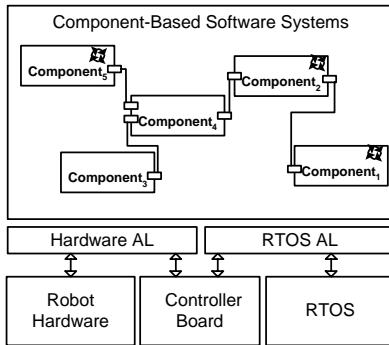 Component-Based Software Systems
Component₅
Component₂
Component₄
Component₃
Component₁
Hardware AL
RTOS AL
Robot
Hardware
Controller
Board
RTOS